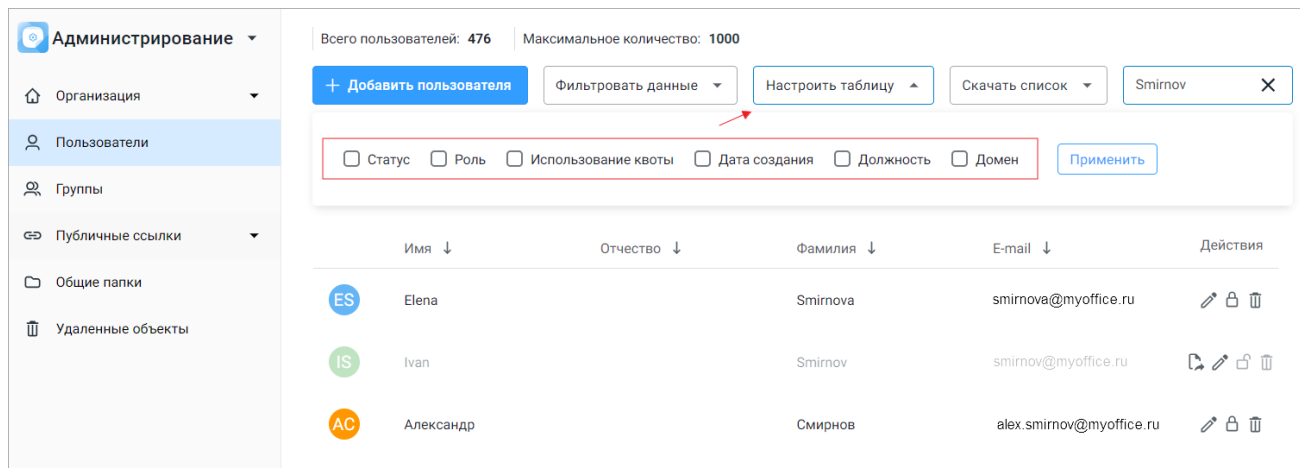 Администрирование
Всего пользователей: 476 Максимальное количество: 1000
+ Добавить пользователя Фильтровать данные Настроить таблицу Скачать список Smirnov
Организация
Пользователи
Группы
Публичные ссылки
Общие папки
Удаленные объекты
Статус Роль Использование квоты Дата создания Должность Домен Применить
Имя Отчество Фамилия E-mail Действия
ES Elena Smirnova smirnova@myoffice.ru
IS Ivan Smirnov smirnov@myoffice.ru
АС Александр Смирнов alex.smirnov@myoffice.ru